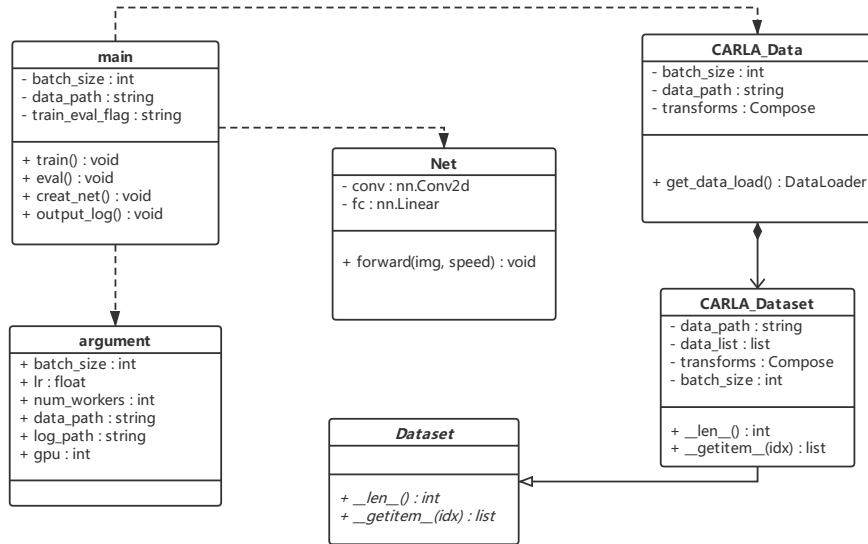 main
- batch_size : int
- data_path : string
- train_eval_flag : string
+ train() : void
+ eval() : void
+ creat_net() : void
+ output_log() : void
CARLA_Data
- batch_size : int
- data_path : string
- transforms : Compose
+ get_data_load() : DataLoader
Net
- conv : nn.Conv2d
- fc : nn.Linear
+ forward(img, speed) : void
CARLA_Dataset
- data_path : string
- data_list : list
- transforms : Compose
- batch_size : int
+ __len__() : int
+ __getitem__(idx) : list
argument
+ batch_size : int
+ lr : float
+ num_workers : int
+ data_path : string
+ log_path : string
+ gpu : int
Dataset
+ __len__() : int
+ __getitem__(idx) : list